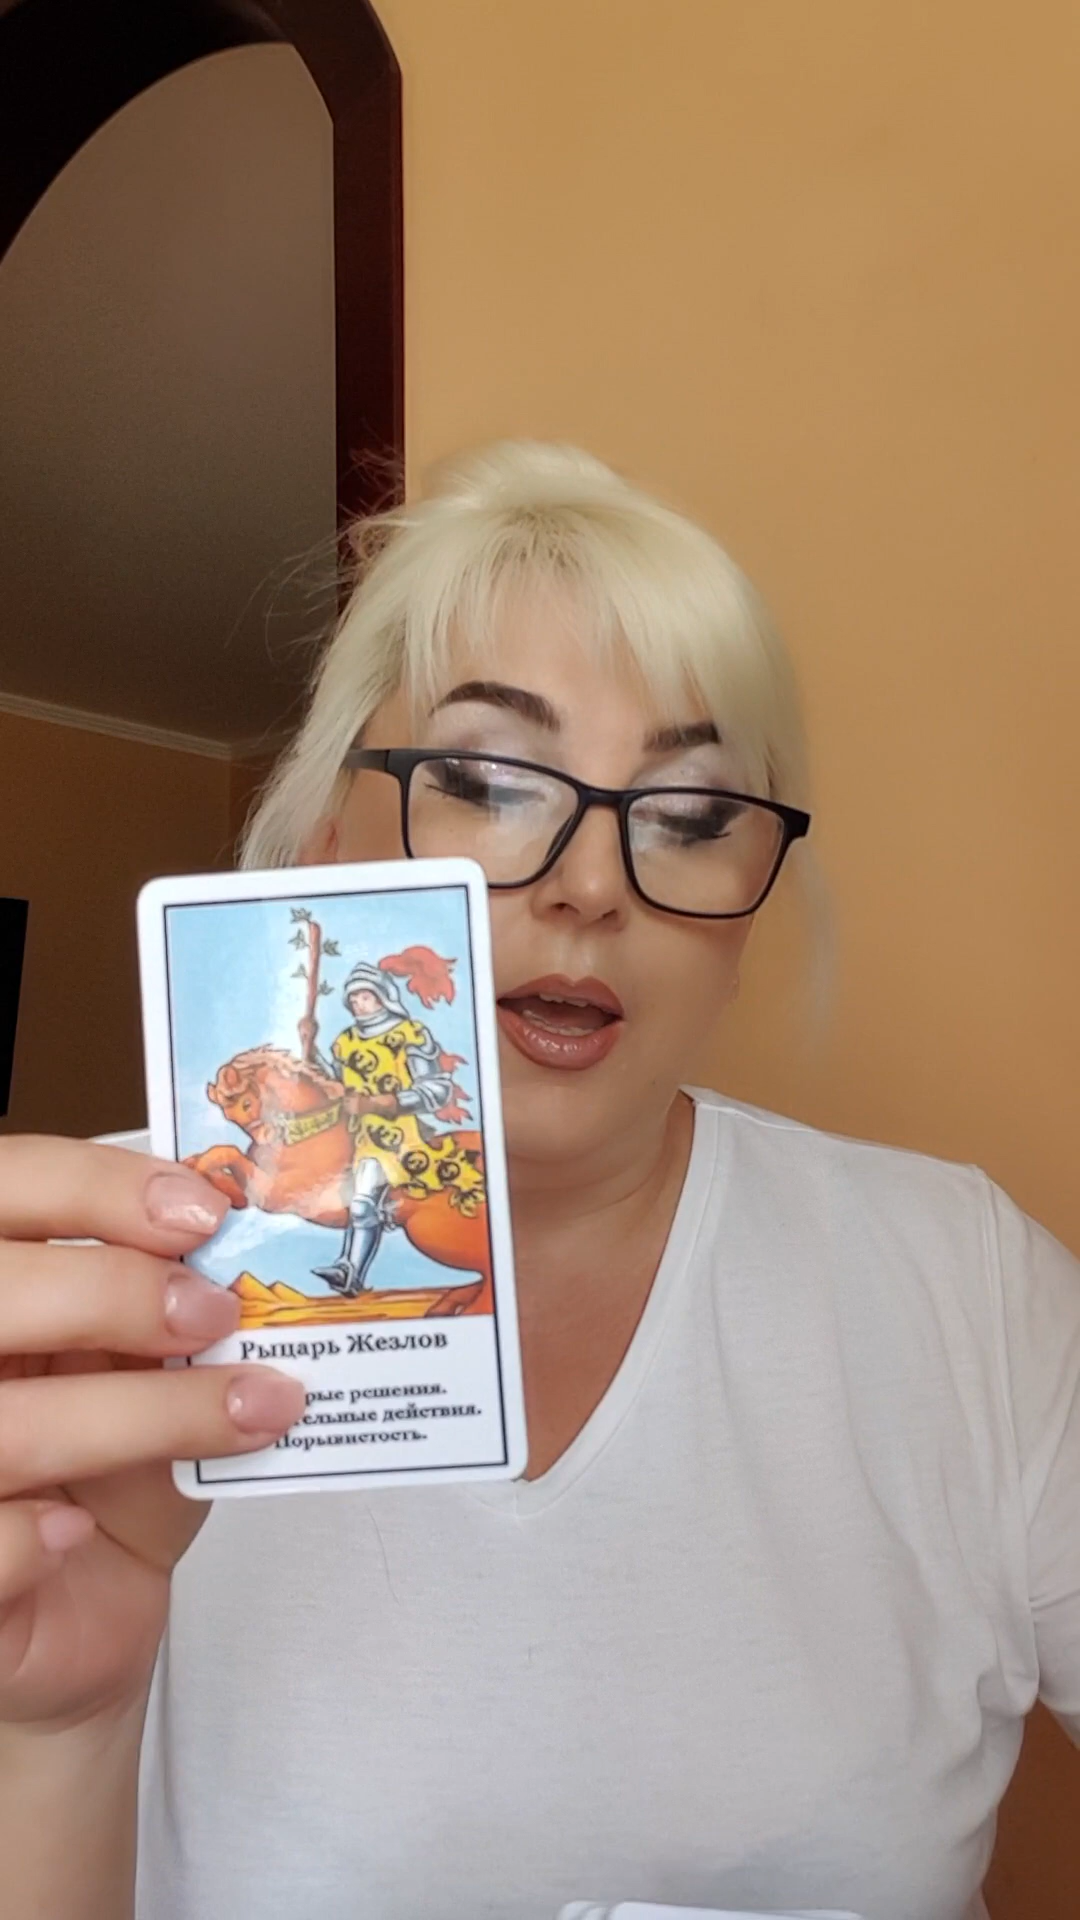 Рыцарь Жезлов
решения.
действия.
Порывистость.